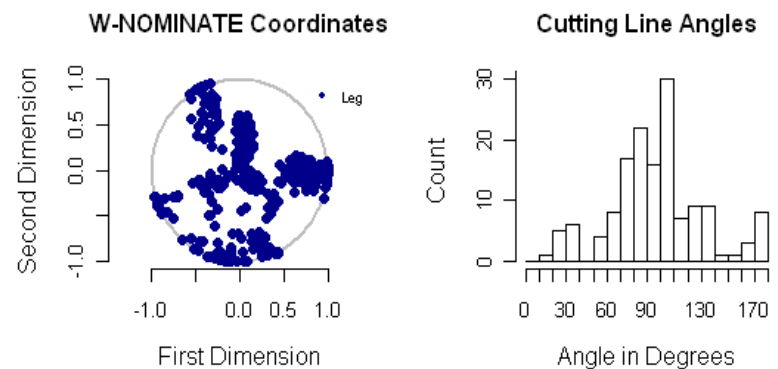 W-NOMINATE Coordinates
Second Dimension
1.0
0.5
0.0
-1.0
Leg
-1.0 0.0 0.5 1.0
First Dimension
Cutting Line Angles
Count
30
20
10
0
0 30 60 90 130 170
Angle in Degrees